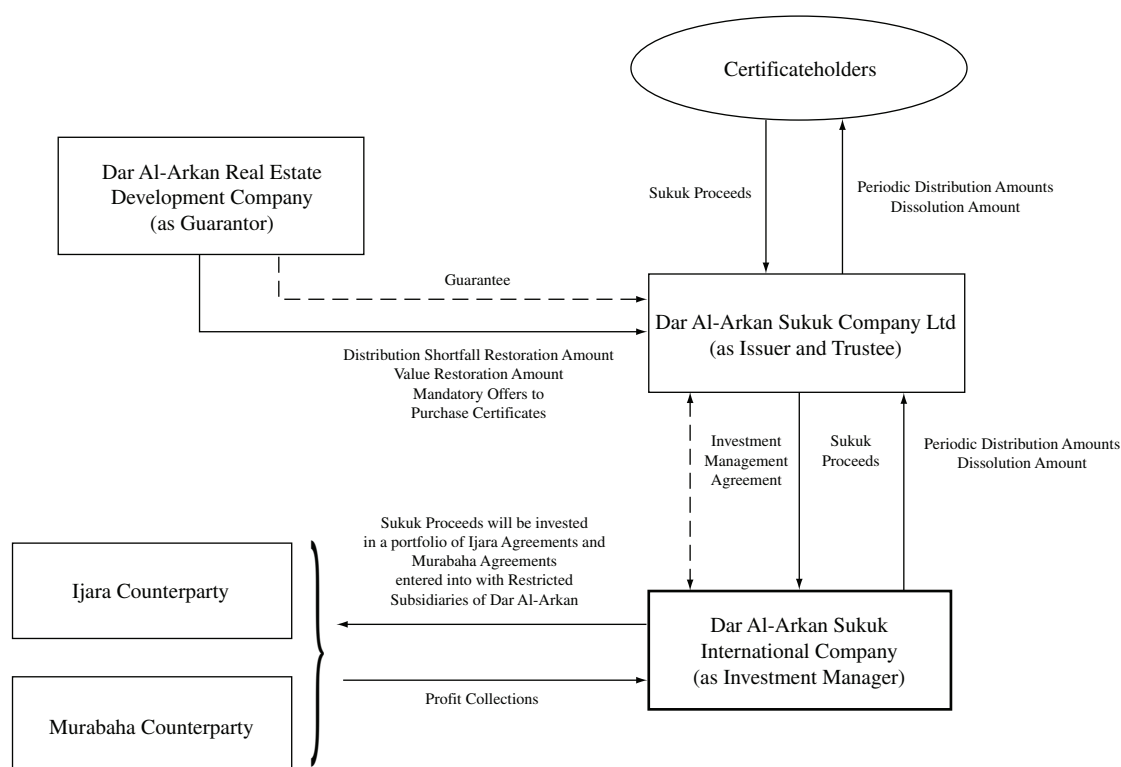 Certificateholders
Dar Al-Arkan Real Estate
Development Company
(as Guarantor)
Sukuk Proceeds
Periodic Distribution Amounts
Dissolution Amount
Guarantee
Dar Al-Arkan Sukuk Company Ltd
(as Issuer and Trustee)
Distribution Shortfall Restoration Amount
Value Restoration Amount
Mandatory Offers to
Purchase Certificates
Investment
Management
Agreement
Sukuk
Proceeds
Periodic Distribution Amounts
Dissolution Amount
Sukuk Proceeds will be invested
in a portfolio of Ijara Agreements and
Murabaha Agreements
entered into with Restricted
Subsidiaries of Dar Al-Arkan
Ijara Counterparty
Dar Al-Arkan Sukuk
International Company
(as Investment Manager)
Profit Collections
Murabaha Counterparty